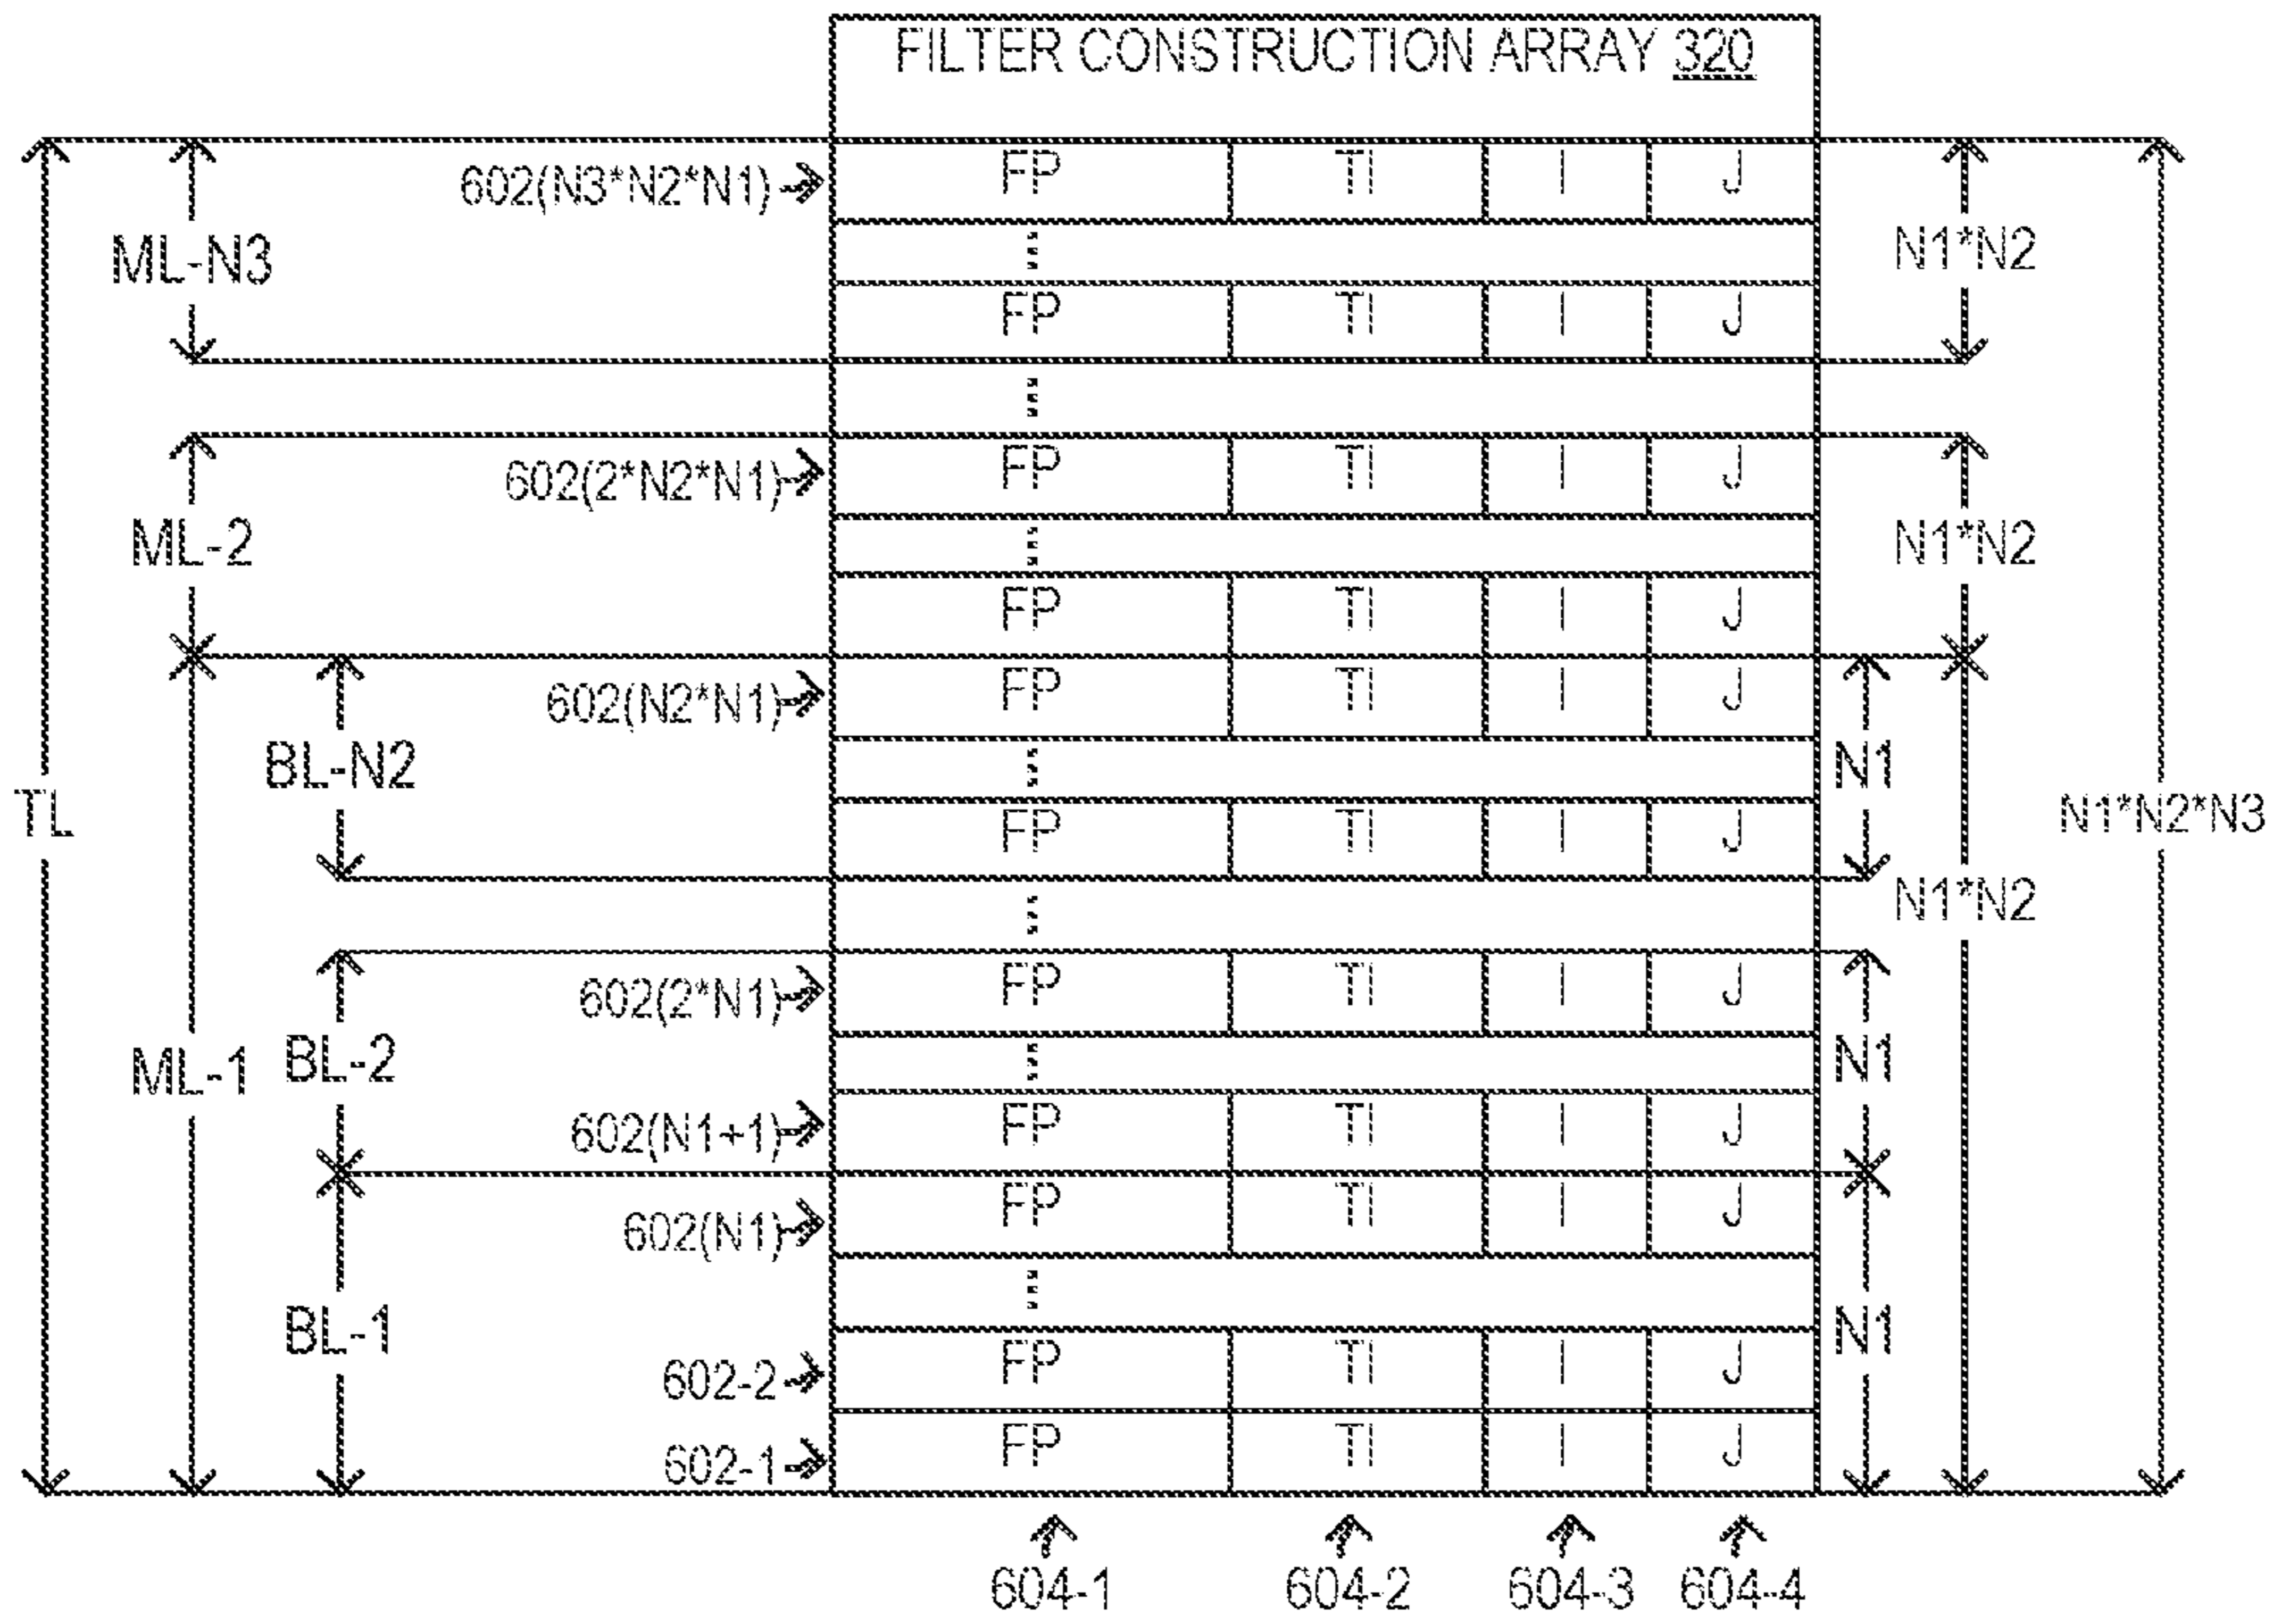 FILTER CONSTRUCTION ARRAY 320
602(N3*N2*N1) FP TI I J
ML-N3 N1*N2
FP TI I J
602(2*N2*N1) FP TI I J
ML-2 N1*N2
FP TI I J
602(N2*N1) FP TI I J
BL-N2 N1
TL FP TI I J N1*N2*N3
N1*N2
602(2*N1) FP TI I J
ML-1 BL-2 N1
602(N1+1) FP TI I J
602(N1) FP TI I J
BL-1 N1
602-2 FP TI I J
602-1 FP TI I J
604-1 604-2 604-3 604-4